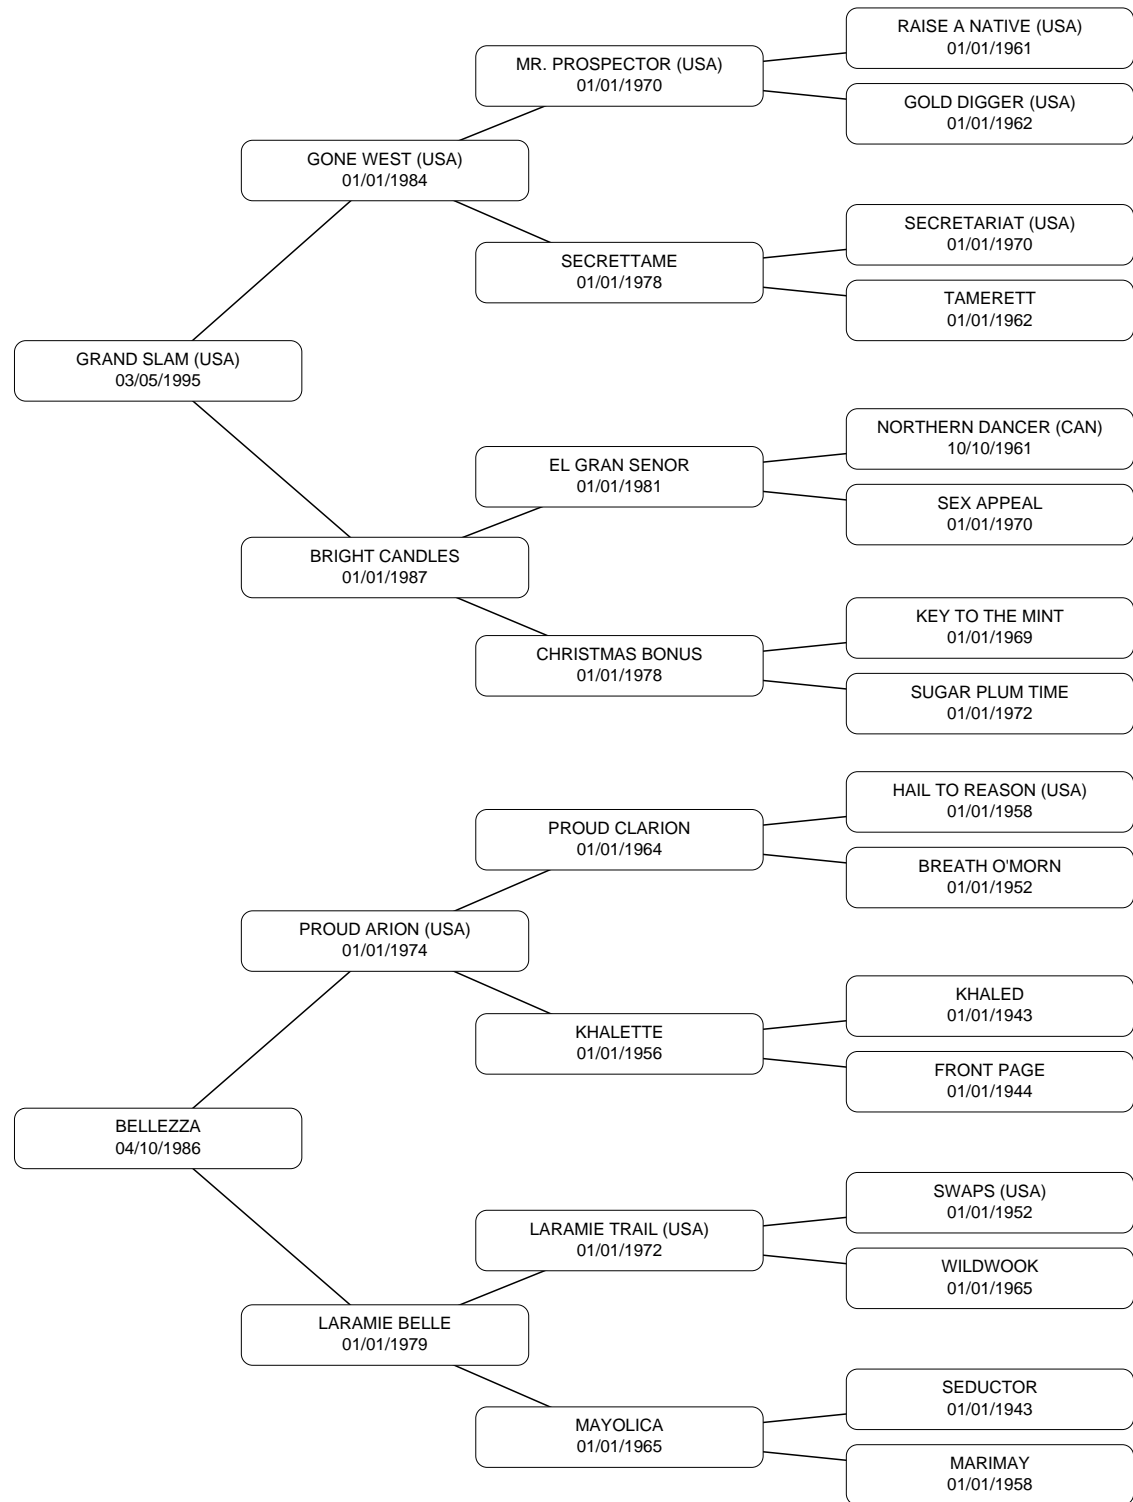 RAISE A NATIVE (USA)
01/01/1961
MR. PROSPECTOR (USA)
01/01/1970
GOLD DIGGER (USA)
01/01/1962
GONE WEST (USA)
01/01/1984
SECRETARIAT (USA)
01/01/1970
SECRETTAME
01/01/1978
TAMERETT
01/01/1962
GRAND SLAM (USA)
03/05/1995
NORTHERN DANCER (CAN)
10/10/1961
EL GRAN SENOR
01/01/1981
SEX APPEAL
01/01/1970
BRIGHT CANDLES
01/01/1987
KEY TO THE MINT
01/01/1969
CHRISTMAS BONUS
01/01/1978
SUGAR PLUM TIME
01/01/1972
HAIL TO REASON (USA)
01/01/1958
PROUD CLARION
01/01/1964
BREATH O'MORN
01/01/1952
PROUD ARION (USA)
01/01/1974
KHALED
01/01/1943
KHALETTE
01/01/1956
FRONT PAGE
01/01/1944
BELLEZZA
04/10/1986
SWAPS (USA)
01/01/1952
LARAMIE TRAIL (USA)
01/01/1972
WILDWOOK
01/01/1965
LARAMIE BELLE
01/01/1979
SEDUCTOR
01/01/1943
MAYOLICA
01/01/1965
MARIMAY
01/01/1958